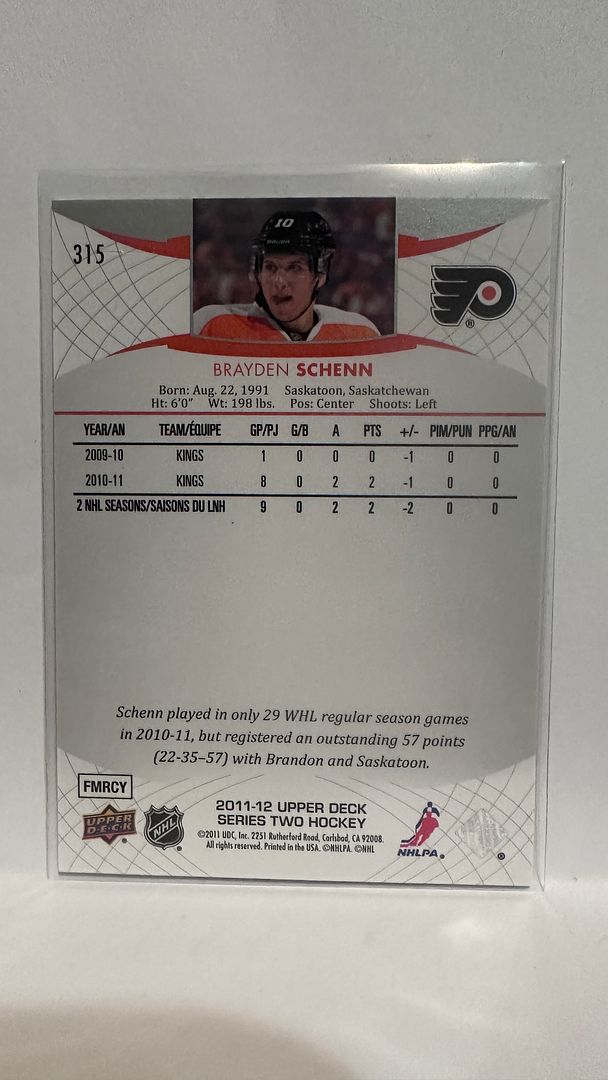 315
10
BAUER
®
BRAYDEN SCHENN
Born: Aug. 22, 1991 Saskatoon, Saskatchewan
Ht: 6'0" Wt: 198 lbs. Pos: Center Shoots: Left
YEAR/AN TEAM/ÉQUIPE GP/PJ G/B A PTS +/- PIM/PUN PPG/AN
2009-10 KINGS 1 0 0 0 -1 0 0
2010-11 KINGS 8 0 2 2 -1 0 0
2 NHL SEASONS/SAISONS DU LNH 9 0 2 2 -2 0 0
Schenn played in only 29 WHL regular season games
in 2010-11, but registered an outstanding 57 points
(22-35–57) with Brandon and Saskatoon.
FMRCY
UPPER DECK
NHL
2011-12 UPPER DECK
SERIES TWO HOCKEY
©2011 UDC, Inc. 2251 Rutherford Road, Carlsbad, CA 92008.
All rights reserved. Printed in the USA. ©NHLPA. ©NHL
NHLPA